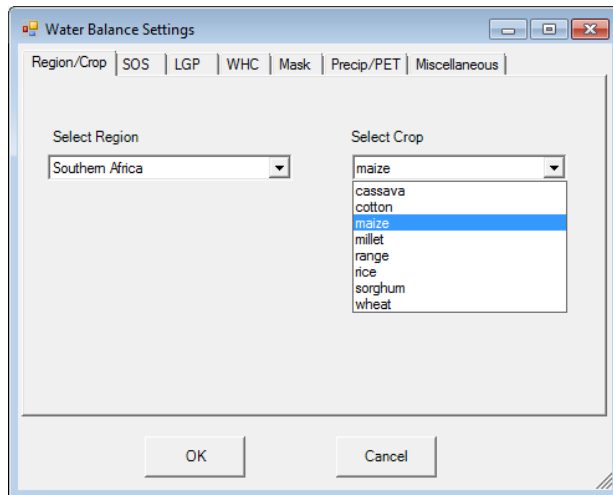 Water Balance Settings
Region/Crop SOS LGP WHC Mask Precip/PET Miscellaneous
Select Region Select Crop
Southern Africa maize
cassava
cotton
maize
millet
range
rice
sorghum
wheat
OK Cancel